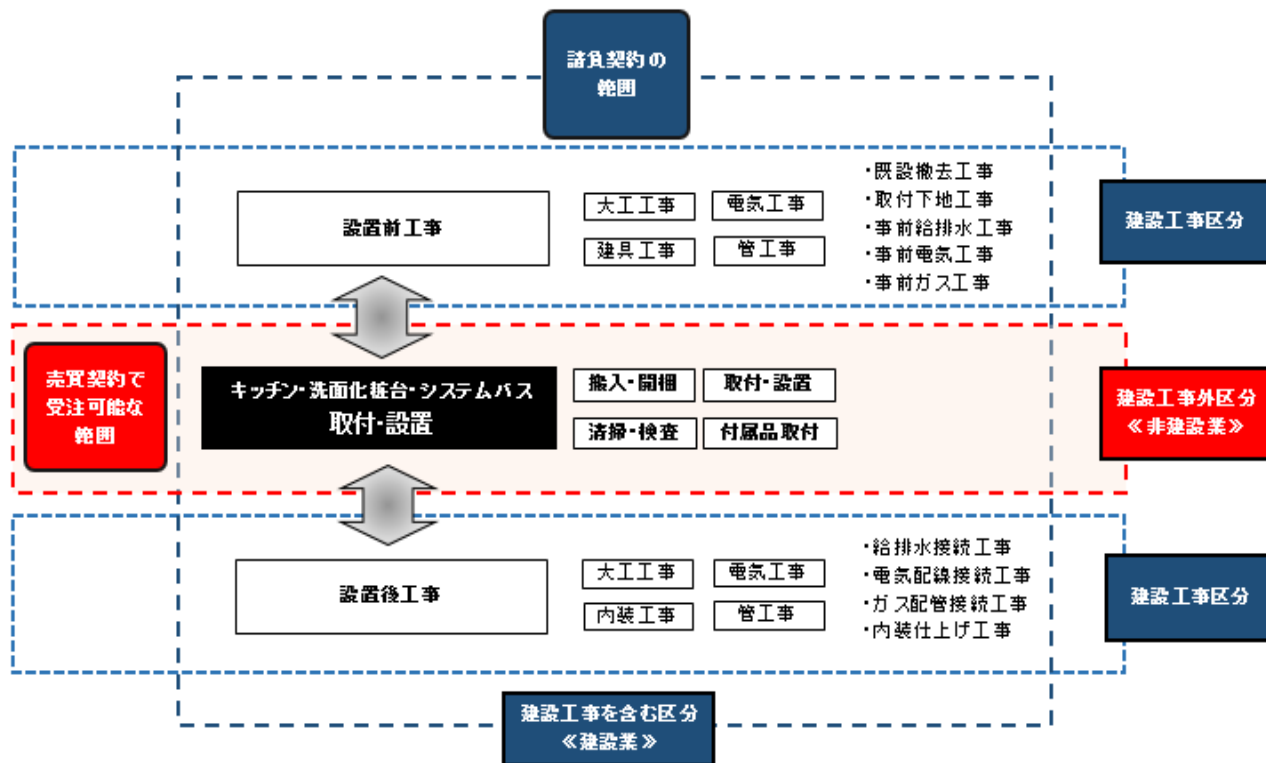 請負契約の
範囲
設置前工事
大工工事
電気工事
建具工事
管工事
・既設撤去工事
・取付下地工事
・事前給排水工事
・事前電気工事
・事前ガス工事
建設工事区分
売買契約で
受注可能な
範囲
キッチン・洗面化粧台・システムバス
取付・設置
搬入・開梱
取付・設置
清掃・検査
付属品取付
建設工事外区分
≪非建設業≫
設置後工事
大工工事
電気工事
内装工事
管工事
・給排水接続工事
・電気配線接続工事
・ガス配管接続工事
・内装仕上げ工事
建設工事区分
建設工事を含む区分
≪建設業≫